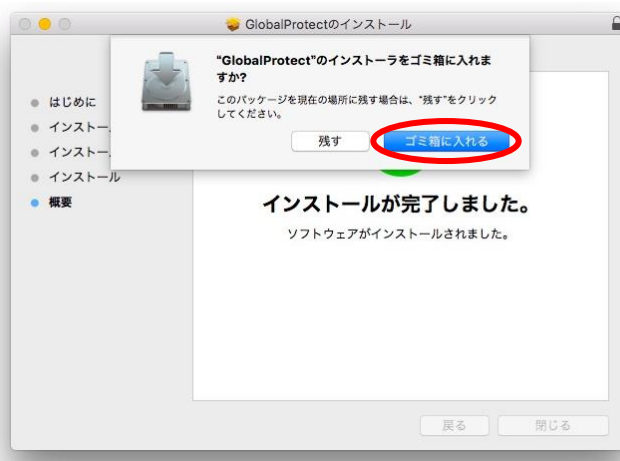 GlobalProtectのインストール
"GlobalProtect"のインストーラをゴミ箱に入れま
すか?
このパッケージを現在の場所に残す場合は、"残す"をクリック
してください。
残す
ゴミ箱に入れる
はじめに
インストー
インストー
インストール
概要
インストールが完了しました。
ソフトウェアがインストールされました。
戻る
閉じる